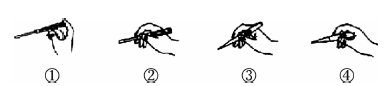 ① ② ③ ④